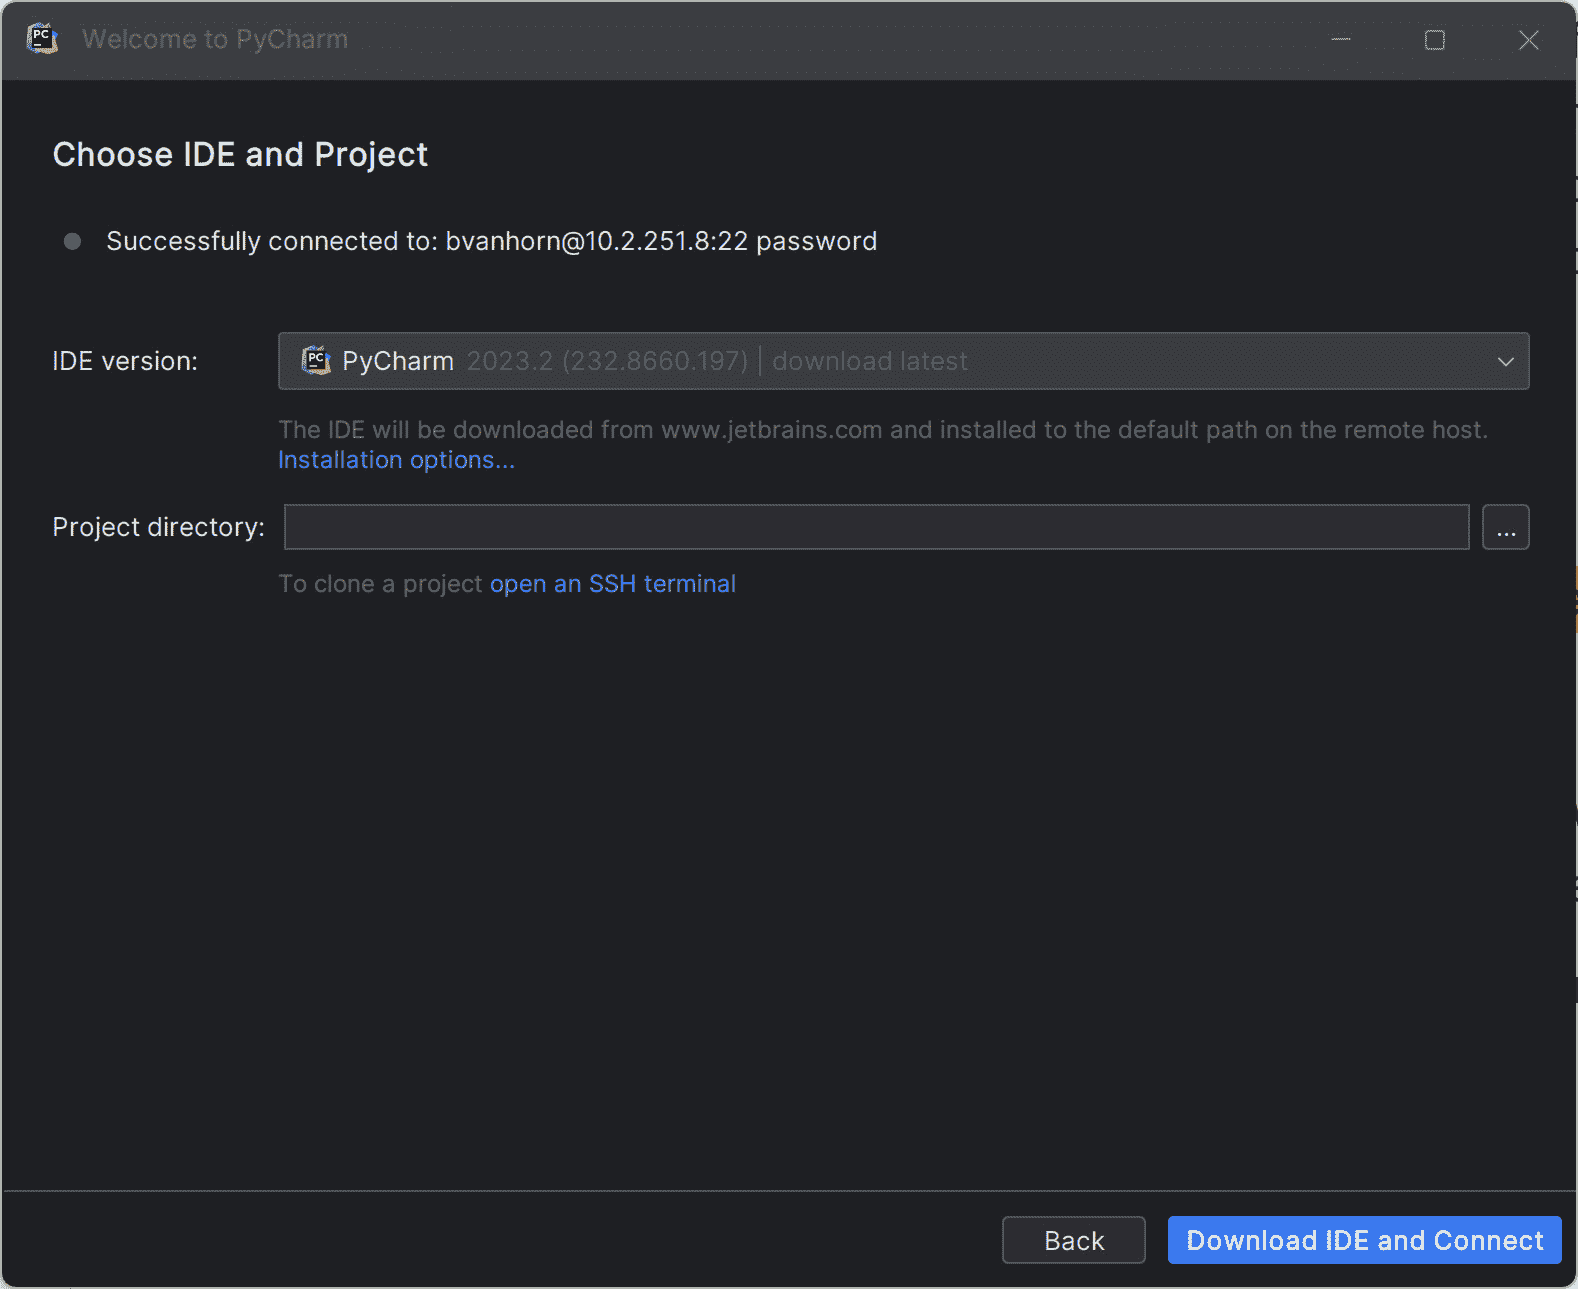 PC Welcome to PyCharm
Choose IDE and Project
Successfully connected to: bvanhorn@10.2.251.8:22 password
IDE version: PC PyCharm 2023.2 (232.8660.197) | download latest
The IDE will be downloaded from www.jetbrains.com and installed to the default path on the remote host.
Installation options...
Project directory: ...
To clone a project open an SSH terminal
Back Download IDE and Connect